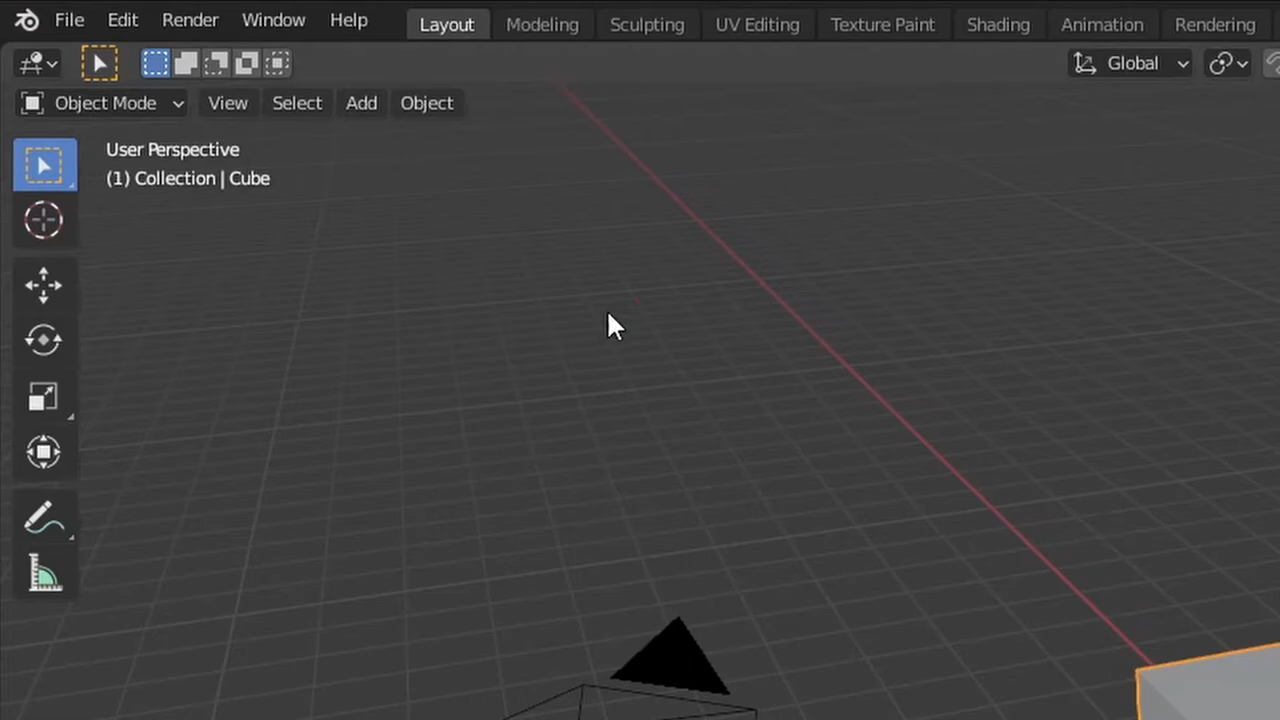 File Edit Render Window Help Layout Modeling Sculpting UV Editing Texture Paint Shading Animation Rendering
Global
Object Mode View Select Add Object
User Perspective
(1) Collection | Cube